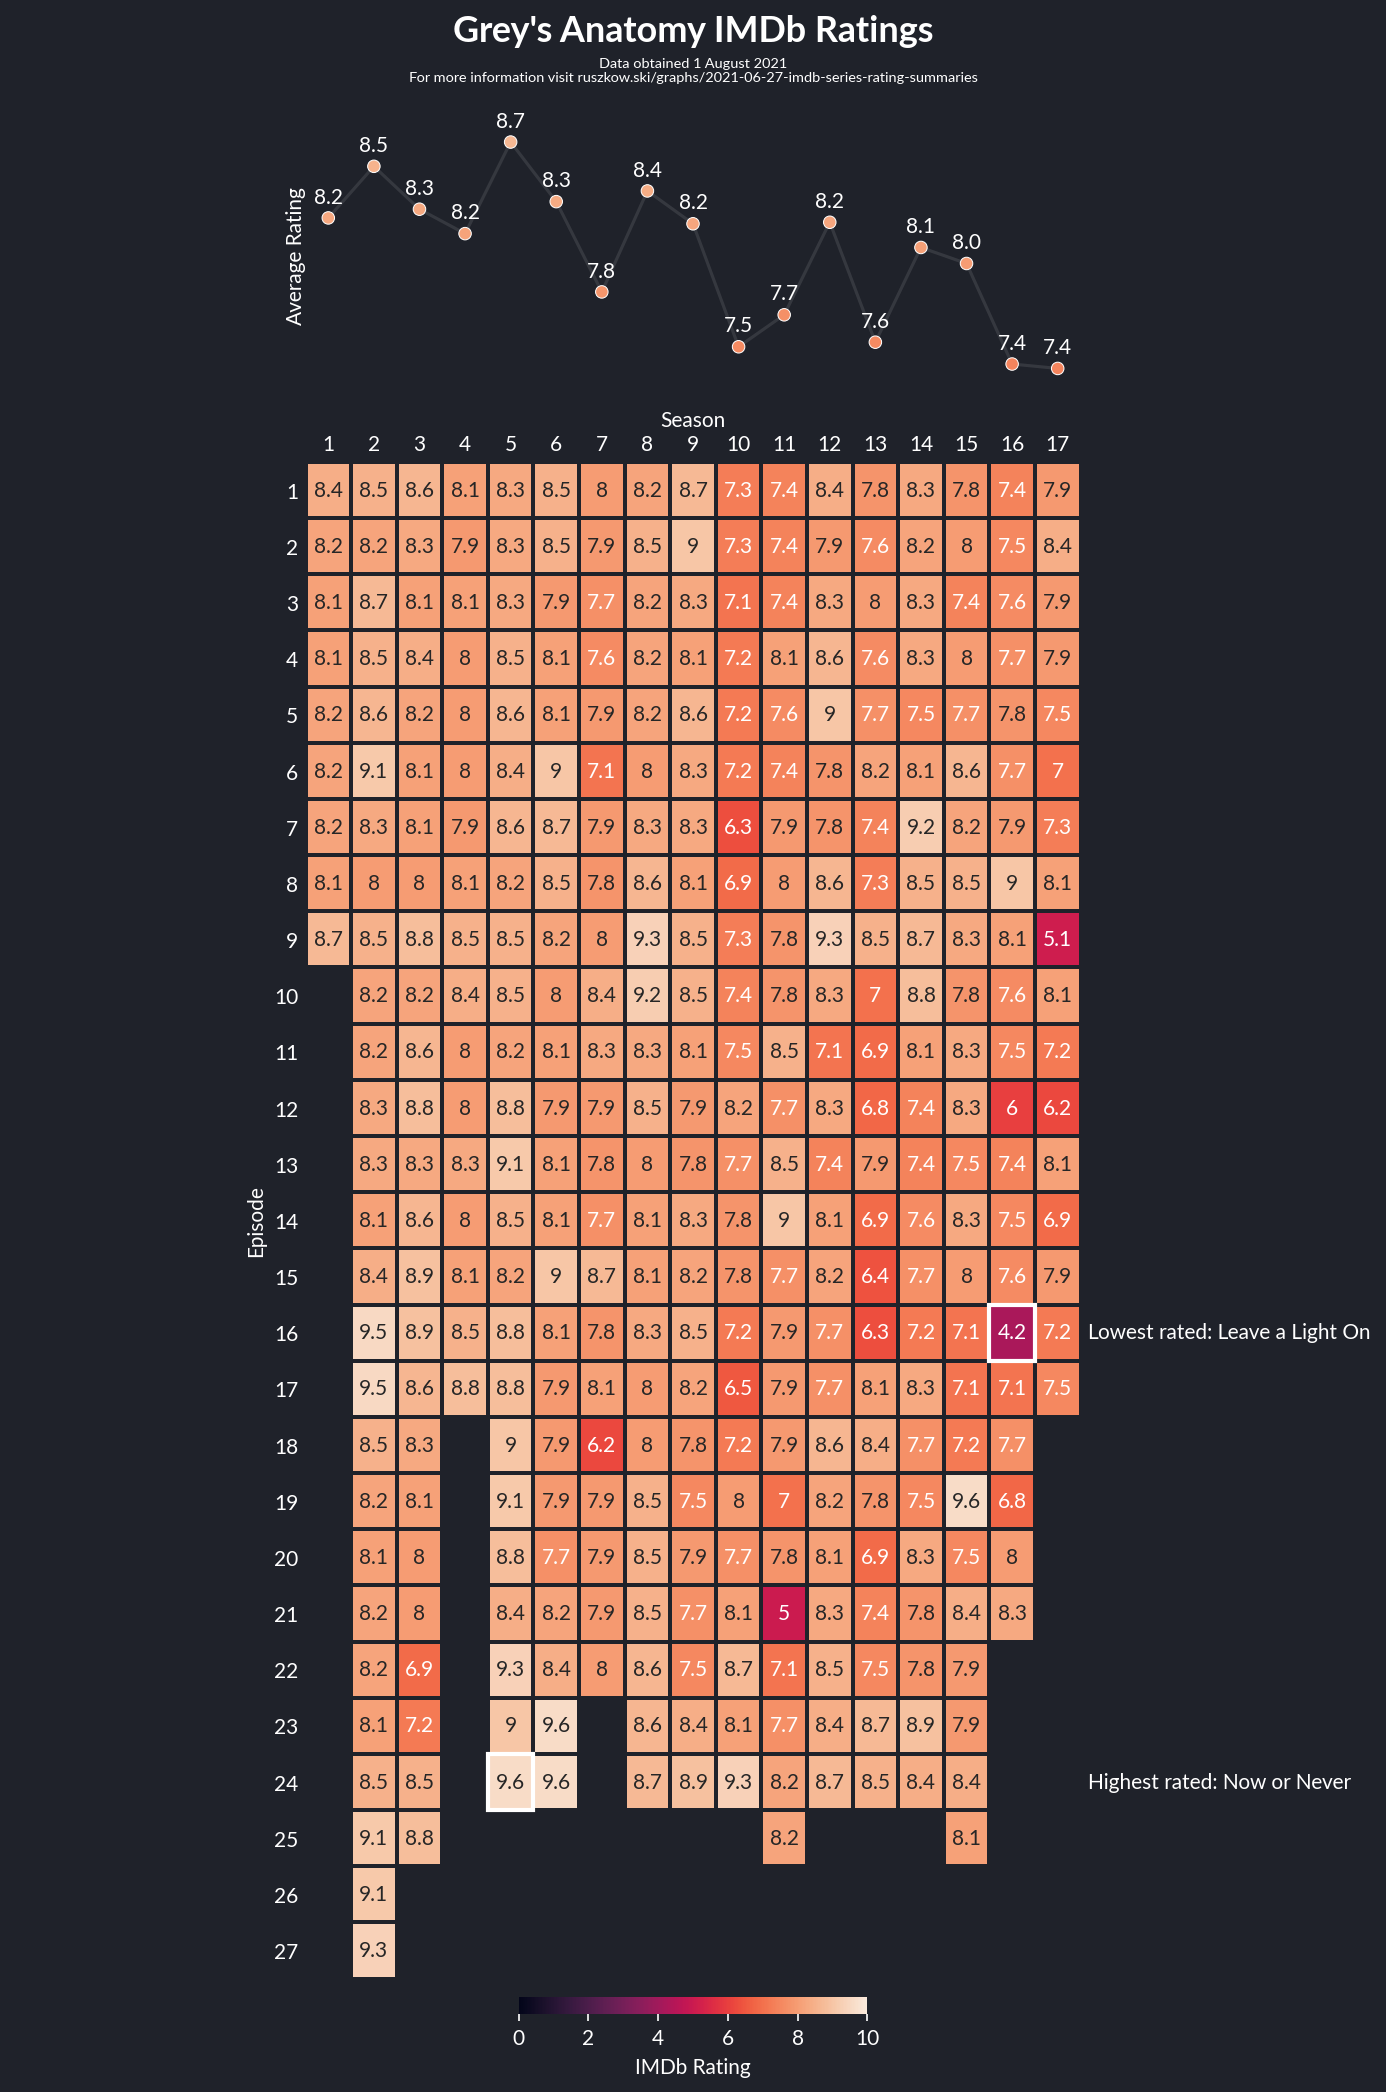 Grey's Anatomy IMDb Ratings
Data obtained 1 August 2021
For more information visit ruszkow.ski/graphs/2021-06-27-imdb-series-rating-summaries
Average Rating
8.2 8.5 8.3 8.2 8.7 8.3 7.8 8.4 8.2 7.5 7.7 8.2 7.6 8.1 8.0 7.4 7.4
Season
1 2 3 4 5 6 7 8 9 10 11 12 13 14 15 16 17
Episode
1 8.4 8.5 8.6 8.1 8.3 8.5 8 8.2 8.7 7.3 7.4 8.4 7.8 8.3 7.8 7.4 7.9
2 8.2 8.2 8.3 7.9 8.3 8.5 7.9 8.5 9 7.3 7.4 7.9 7.6 8.2 8 7.5 8.4
3 8.1 8.7 8.1 8.1 8.3 7.9 7.7 8.2 8.3 7.1 7.4 8.3 8 8.3 7.4 7.6 7.9
4 8.1 8.5 8.4 8 8.5 8.1 7.6 8.2 8.1 7.2 8.1 8.6 7.6 8.3 8 7.7 7.9
5 8.2 8.6 8.2 8 8.6 8.1 7.9 8.2 8.6 7.2 7.6 9 7.7 7.5 7.7 7.8 7.5
6 8.2 9.1 8.1 8 8.4 9 7.1 8 8.3 7.2 7.4 7.8 8.2 8.1 8.6 7.7 7
7 8.2 8.3 8.1 7.9 8.6 8.7 7.9 8.3 8.3 6.3 7.9 7.8 7.4 9.2 8.2 7.9 7.3
8 8.1 8 8 8.1 8.2 8.5 7.8 8.6 8.1 6.9 8 8.6 7.3 8.5 8.5 9 8.1
9 8.7 8.5 8.8 8.5 8.5 8.2 8 9.3 8.5 7.3 7.8 9.3 8.5 8.7 8.3 8.1 5.1
10 8.2 8.2 8.4 8.5 8 8.4 9.2 8.5 7.4 7.8 8.3 7 8.8 7.8 7.6 8.1
11 8.2 8.6 8 8.2 8.1 8.3 8.3 8.1 7.5 8.5 7.1 6.9 8.1 8.3 7.5 7.2
12 8.3 8.8 8 8.8 7.9 7.9 8.5 7.9 8.2 7.7 8.3 6.8 7.4 8.3 6 6.2
13 8.3 8.3 8.3 9.1 8.1 7.8 8 7.8 7.7 8.5 7.4 7.9 7.4 7.5 7.4 8.1
14 8.1 8.6 8 8.5 8.1 7.7 8.1 8.3 7.8 9 8.1 6.9 7.6 8.3 7.5 6.9
15 8.4 8.9 8.1 8.2 9 8.7 8.1 8.2 7.8 7.7 8.2 6.4 7.7 8 7.6 7.9
16 9.5 8.9 8.5 8.8 8.1 7.8 8.3 8.5 7.2 7.9 7.7 6.3 7.2 7.1 4.2 7.2 Lowest rated: Leave a Light On
17 9.5 8.6 8.8 8.8 7.9 8.1 8 8.2 6.5 7.9 7.7 8.1 8.3 7.1 7.1 7.5
18 8.5 8.3 9 7.9 6.2 8 7.8 7.2 7.9 8.6 8.4 7.7 7.2 7.7
19 8.2 8.1 9.1 7.9 7.9 8.5 7.5 8 7 8.2 7.8 7.5 9.6 6.8
20 8.1 8 8.8 7.7 7.9 8.5 7.9 7.7 7.8 8.1 6.9 8.3 7.5 8
21 8.2 8 8.4 8.2 7.9 8.5 7.7 8.1 5 8.3 7.4 7.8 8.4 8.3
22 8.2 6.9 9.3 8.4 8 8.6 7.5 8.7 7.1 8.5 7.5 7.8 7.9
23 8.1 7.2 9 9.6 8.6 8.4 8.1 7.7 8.4 8.7 8.9 7.9
24 8.5 8.5 9.6 9.6 8.7 8.9 9.3 8.2 8.7 8.5 8.4 8.4 Highest rated: Now or Never
25 9.1 8.8 8.2 8.1
26 9.1
27 9.3
0 2 4 6 8 10
IMDb Rating